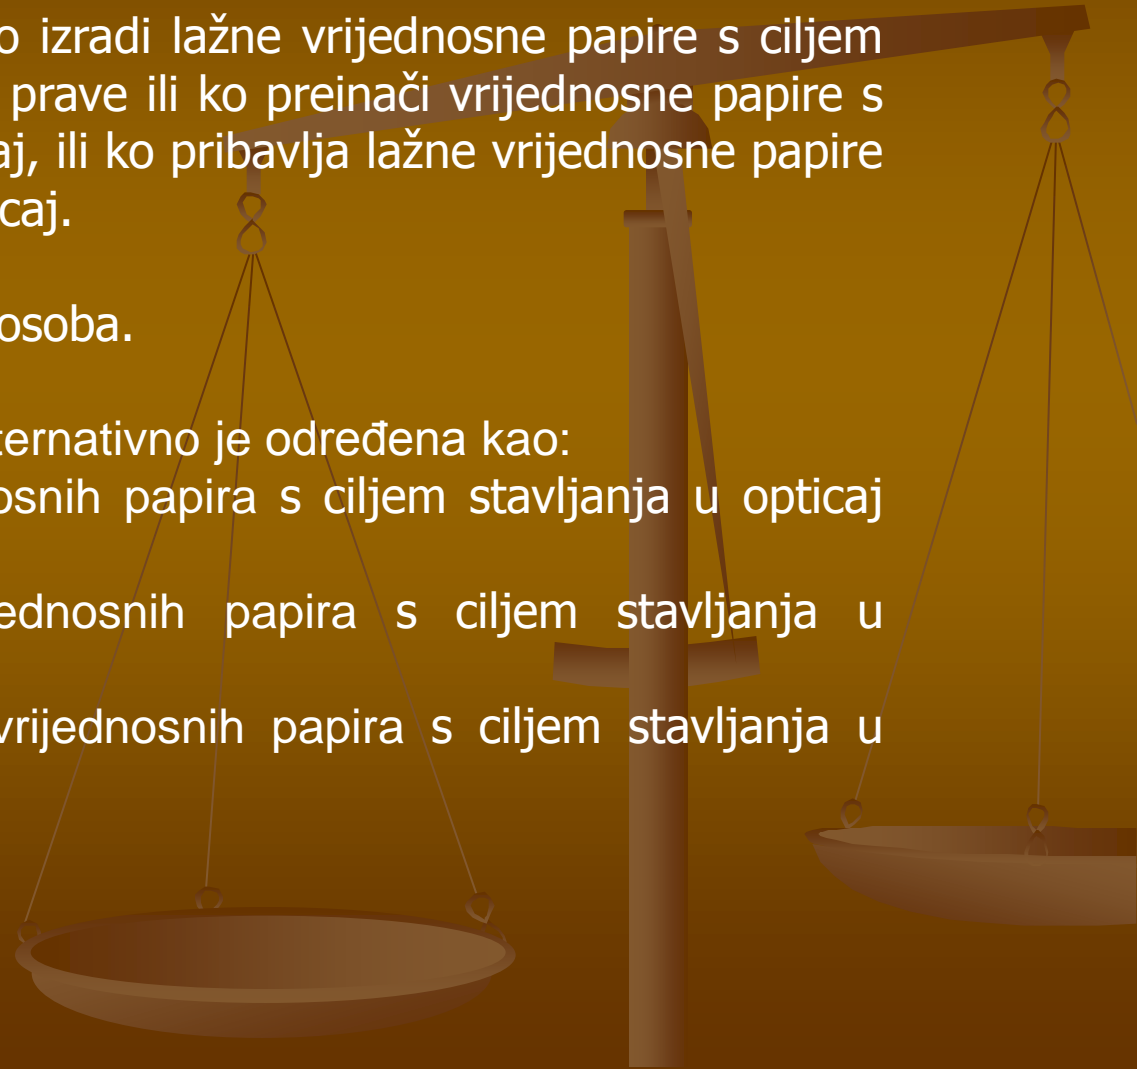 o izradi lažne vrijednosne papire s ciljem
prave ili ko preinači vrijednosne papire s
aj, ili ko pribavlja lažne vrijednosne papire
caj.
osoba.
ternativno je određena kao:
osnih papira s ciljem stavljanja u opticaj
ednosnih papira s ciljem stavljanja u
vrijednosnih papira s ciljem stavljanja u